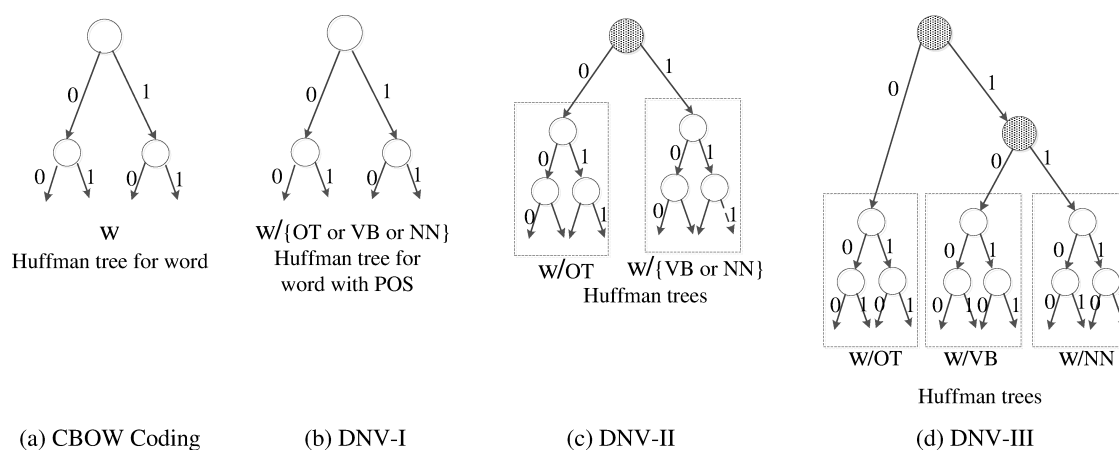 0
1
0
1
0
1
w
Huffman tree for word
(a) CBOW Coding
0
1
0
1
0
1
w/{OT or VB or NN}
Huffman tree for
word with POS
(b) DNV-I
0
1
0
1
0
1
0
1
0
1
w/OT
w/{VB or NN}
Huffman trees
(c) DNV-II
0
1
0
1
0
1
0
1
0
1
0
1
0
1
0
1
0
1
0
1
0
1
w/OT
w/VB
w/NN
Huffman trees
(d) DNV-III